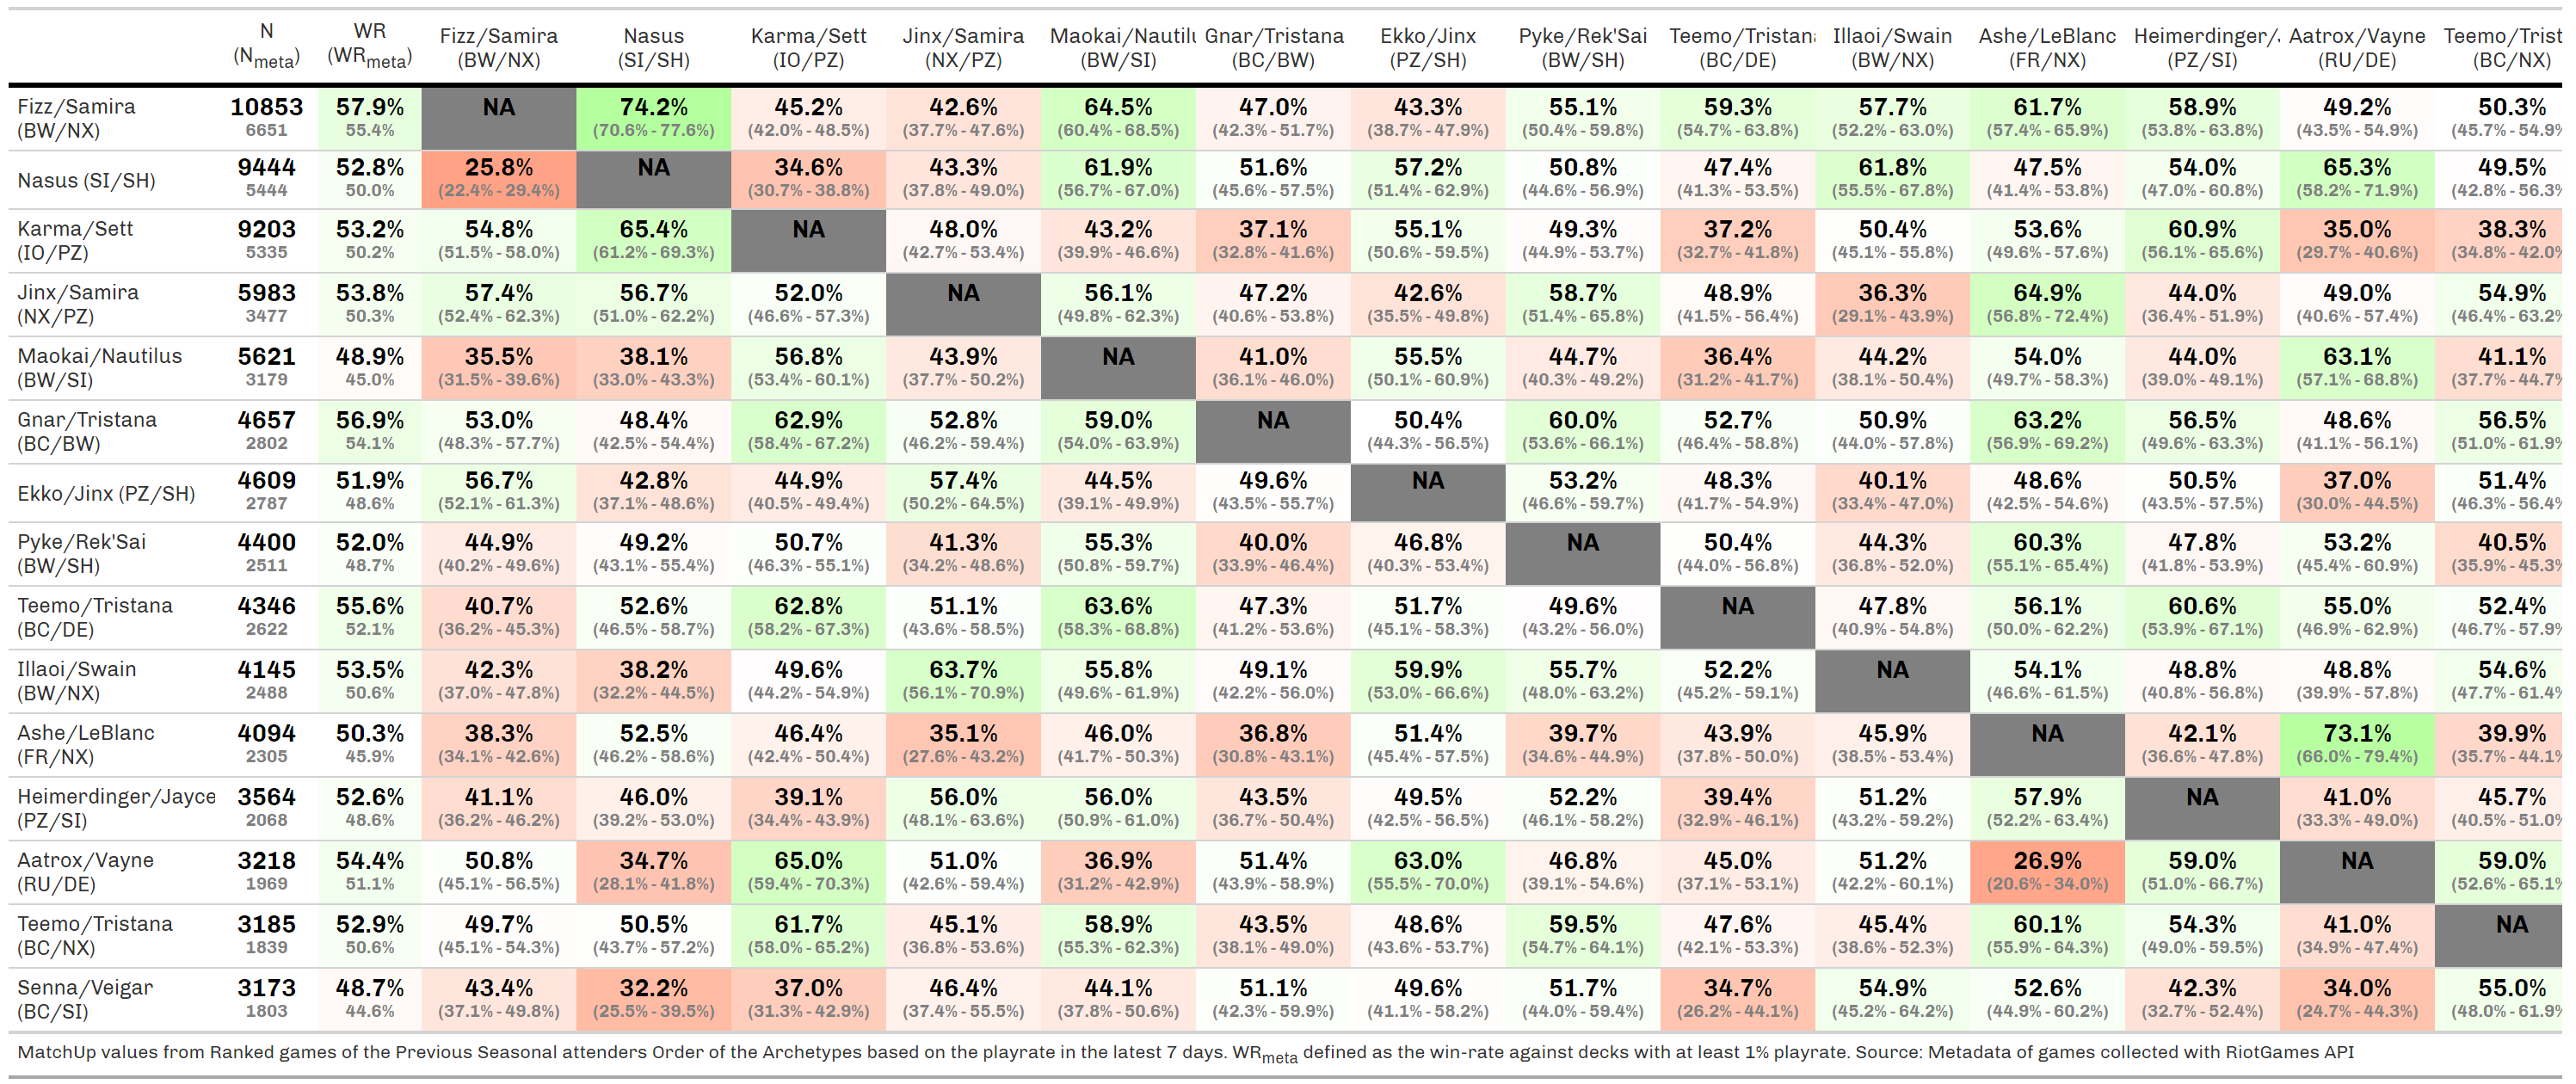 N WR Fizz/Samira Nasus Karma/Sett Jinx/Samira Maokai/Nautilu Gnar/Tristana Ekko/Jinx Pyke/Rek'Sai Teemo/Tristana Illaoi/Swain Ashe/LeBlanc Heimerdinger/ Aatrox/Vayne Teemo/Trist
(Nmeta) (WRmeta) (BW/NX) (SI/SH) (IO/PZ) (NX/PZ) (BW/SI) (BC/BW) (PZ/SH) (BW/SH) (BC/DE) (BW/NX) (FR/NX) (PZ/SI) (RU/DE) (BC/NX)
Fizz/Samira 10853 57.9% NA 74.2% 45.2% 42.6% 64.5% 47.0% 43.3% 55.1% 59.3% 57.7% 61.7% 58.9% 49.2% 50.3%
(BW/NX) 6651 55.4% (70.6% - 77.6%) (42.0% - 48.5%) (37.7% - 47.6%) (60.4% - 68.5%) (42.3% - 51.7%) (38.7% - 47.9%) (50.4% - 59.8%) (54.7% - 63.8%) (52.2% - 63.0%) (57.4% - 65.9%) (53.8% - 63.8%) (43.5% - 54.9%) (45.7% - 54.9%
Nasus (SI/SH) 9444 52.8% 25.8% NA 34.6% 43.3% 61.9% 51.6% 57.2% 50.8% 47.4% 61.8% 47.5% 54.0% 65.3% 49.5%
5444 50.0% (22.4% - 29.4%) (30.7% - 38.8%) (37.8% - 49.0%) (56.7% - 67.0%) (45.6% - 57.5%) (51.4% - 62.9%) (44.6% - 56.9%) (41.3% - 53.5%) (55.5% - 67.8%) (41.4% - 53.8%) (47.0% - 60.8%) (58.2% - 71.9%) (42.8% - 56.3%
Karma/Sett 9203 53.2% 54.8% 65.4% NA 48.0% 43.2% 37.1% 55.1% 49.3% 37.2% 50.4% 53.6% 60.9% 35.0% 38.3%
(IO/PZ) 5335 50.2% (51.5% - 58.0%) (61.2% - 69.3%) (42.7% - 53.4%) (39.9% - 46.6%) (32.8% - 41.6%) (50.6% - 59.5%) (44.9% - 53.7%) (32.7% - 41.8%) (45.1% - 55.8%) (49.6% - 57.6%) (56.1% - 65.6%) (29.7% - 40.6%) (34.8% - 42.0%
Jinx/Samira 5983 53.8% 57.4% 56.7% 52.0% NA 56.1% 47.2% 42.6% 58.7% 48.9% 36.3% 64.9% 44.0% 49.0% 54.9%
(NX/PZ) 3477 50.3% (52.4% - 62.3%) (51.0% - 62.2%) (46.6% - 57.3%) (49.8% - 62.3%) (40.6% - 53.8%) (35.5% - 49.8%) (51.4% - 65.8%) (41.5% - 56.4%) (29.1% - 43.9%) (56.8% - 72.4%) (36.4% - 51.9%) (40.6% - 57.4%) (46.4% - 63.2%
Maokai/Nautilus 5621 48.9% 35.5% 38.1% 56.8% 43.9% NA 41.0% 55.5% 44.7% 36.4% 44.2% 54.0% 44.0% 63.1% 41.1%
(BW/SI) 3179 45.0% (31.5% - 39.6%) (33.0% - 43.3%) (53.4% - 60.1%) (37.7% - 50.2%) (36.1% - 46.0%) (50.1% - 60.9%) (40.3% - 49.2%) (31.2% - 41.7%) (38.1% - 50.4%) (49.7% - 58.3%) (39.0% - 49.1%) (57.1% - 68.8%) (37.7% - 44.7%
Gnar/Tristana 4657 56.9% 53.0% 48.4% 62.9% 52.8% 59.0% NA 50.4% 60.0% 52.7% 50.9% 63.2% 56.5% 48.6% 56.5%
(BC/BW) 2802 54.1% (48.3% - 57.7%) (42.5% - 54.4%) (58.4% - 67.2%) (46.2% - 59.4%) (54.0% - 63.9%) (44.3% - 56.5%) (53.6% - 66.1%) (46.4% - 58.8%) (44.0% - 57.8%) (56.9% - 69.2%) (49.6% - 63.3%) (41.1% - 56.1%) (51.0% - 61.9%
Ekko/Jinx (PZ/SH) 4609 51.9% 56.7% 42.8% 44.9% 57.4% 44.5% 49.6% NA 53.2% 48.3% 40.1% 48.6% 50.5% 37.0% 51.4%
2787 48.6% (52.1% - 61.3%) (37.1% - 48.6%) (40.5% - 49.4%) (50.2% - 64.5%) (39.1% - 49.9%) (43.5% - 55.7%) (46.6% - 59.7%) (41.7% - 54.9%) (33.4% - 47.0%) (42.5% - 54.6%) (43.5% - 57.5%) (30.0% - 44.5%) (46.3% - 56.4%
Pyke/Rek'Sai 4400 52.0% 44.9% 49.2% 50.7% 41.3% 55.3% 40.0% 46.8% NA 50.4% 44.3% 60.3% 47.8% 53.2% 40.5%
(BW/SH) 2511 48.7% (40.2% - 49.6%) (43.1% - 55.4%) (46.3% - 55.1%) (34.2% - 48.6%) (50.8% - 59.7%) (33.9% - 46.4%) (40.3% - 53.4%) (44.0% - 56.8%) (36.8% - 52.0%) (55.1% - 65.4%) (41.8% - 53.9%) (45.4% - 60.9%) (35.9% - 45.3%
Teemo/Tristana 4346 55.6% 40.7% 52.6% 62.8% 51.1% 63.6% 47.3% 51.7% 49.6% NA 47.8% 56.1% 60.6% 55.0% 52.4%
(BC/DE) 2622 52.1% (36.2% - 45.3%) (46.5% - 58.7%) (58.2% - 67.3%) (43.6% - 58.5%) (58.3% - 68.8%) (41.2% - 53.6%) (45.1% - 58.3%) (43.2% - 56.0%) (40.9% - 54.8%) (50.0% - 62.2%) (53.9% - 67.1%) (46.9% - 62.9%) (46.7% - 57.9%
Illaoi/Swain 4145 53.5% 42.3% 38.2% 49.6% 63.7% 55.8% 49.1% 59.9% 55.7% 52.2% NA 54.1% 48.8% 48.8% 54.6%
(BW/NX) 2488 50.6% (37.0% - 47.8%) (32.2% - 44.5%) (44.2% - 54.9%) (56.1% - 70.9%) (49.6% - 61.9%) (42.2% - 56.0%) (53.0% - 66.6%) (48.0% - 63.2%) (45.2% - 59.1%) (46.6% - 61.5%) (40.8% - 56.8%) (39.9% - 57.8%) (47.7% - 61.4%
Ashe/LeBlanc 4094 50.3% 38.3% 52.5% 46.4% 35.1% 46.0% 36.8% 51.4% 39.7% 43.9% 45.9% NA 42.1% 73.1% 39.9%
(FR/NX) 2305 45.9% (34.1% - 42.6%) (46.2% - 58.6%) (42.4% - 50.4%) (27.6% - 43.2%) (41.7% - 50.3%) (30.8% - 43.1%) (45.4% - 57.5%) (34.6% - 44.9%) (37.8% - 50.0%) (38.5% - 53.4%) (36.6% - 47.8%) (66.0% - 79.4%) (35.7% - 44.1%
Heimerdinger/Jayce 3564 52.6% 41.1% 46.0% 39.1% 56.0% 56.0% 43.5% 49.5% 52.2% 39.4% 51.2% 57.9% NA 41.0% 45.7%
(PZ/SI) 2068 48.6% (36.2% - 46.2%) (39.2% - 53.0%) (34.4% - 43.9%) (48.1% - 63.6%) (50.9% - 61.0%) (36.7% - 50.4%) (42.5% - 56.5%) (46.1% - 58.2%) (32.9% - 46.1%) (43.2% - 59.2%) (52.2% - 63.4%) (33.3% - 49.0%) (40.5% - 51.0%
Aatrox/Vayne 3218 54.4% 50.8% 34.7% 65.0% 51.0% 36.9% 51.4% 63.0% 46.8% 45.0% 51.2% 26.9% 59.0% NA 59.0%
(RU/DE) 1969 51.1% (45.1% - 56.5%) (28.1% - 41.8%) (59.4% - 70.3%) (42.6% - 59.4%) (31.2% - 42.9%) (43.9% - 58.9%) (55.5% - 70.0%) (39.1% - 54.6%) (37.1% - 53.1%) (42.2% - 60.1%) (20.6% - 34.0%) (51.0% - 66.7%) (52.6% - 65.1%
Teemo/Tristana 3185 52.9% 49.7% 50.5% 61.7% 45.1% 58.9% 43.5% 48.6% 59.5% 47.6% 45.4% 60.1% 54.3% 41.0% NA
(BC/NX) 1839 50.6% (45.1% - 54.3%) (43.7% - 57.2%) (58.0% - 65.2%) (36.8% - 53.6%) (55.3% - 62.3%) (38.1% - 49.0%) (43.6% - 53.7%) (54.7% - 64.1%) (42.1% - 53.3%) (38.6% - 52.3%) (55.9% - 64.3%) (49.0% - 59.5%) (34.9% - 47.4%)
Senna/Veigar 3173 48.7% 43.4% 32.2% 37.0% 46.4% 44.1% 51.1% 49.6% 51.7% 34.7% 54.9% 52.6% 42.3% 34.0% 55.0%
(BC/SI) 1803 44.6% (37.1% - 49.8%) (25.5% - 39.5%) (31.3% - 42.9%) (37.4% - 55.5%) (37.8% - 50.6%) (42.3% - 59.9%) (41.1% - 58.2%) (44.0% - 59.4%) (26.2% - 44.1%) (45.2% - 64.2%) (44.9% - 60.2%) (32.7% - 52.4%) (24.7% - 44.3%) (48.0% - 61.9%
MatchUp values from Ranked games of the Previous Seasonal attenders Order of the Archetypes based on the playrate in the latest 7 days. WRmeta defined as the win-rate against decks with at least 1% playrate. Source: Metadata of games collected with RiotGames API